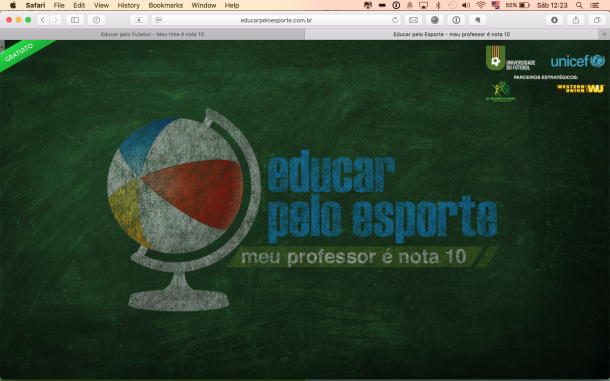 Safari File Edit View History Bookmarks Window Help 55% Sáb 12:23
educarpeloesporte.com.br
Educar pelo Futebol - Meu time é nota 10
Educar pelo Esporte - meu professor é nota 10
GRATUITO
UNIVERSIDADE
DO FUTEBOL
unicef
PARCEIROS ESTRATÉGICOS:
WESTERN
UNION WU
educar
pelo esporte
meu professor é nota 10